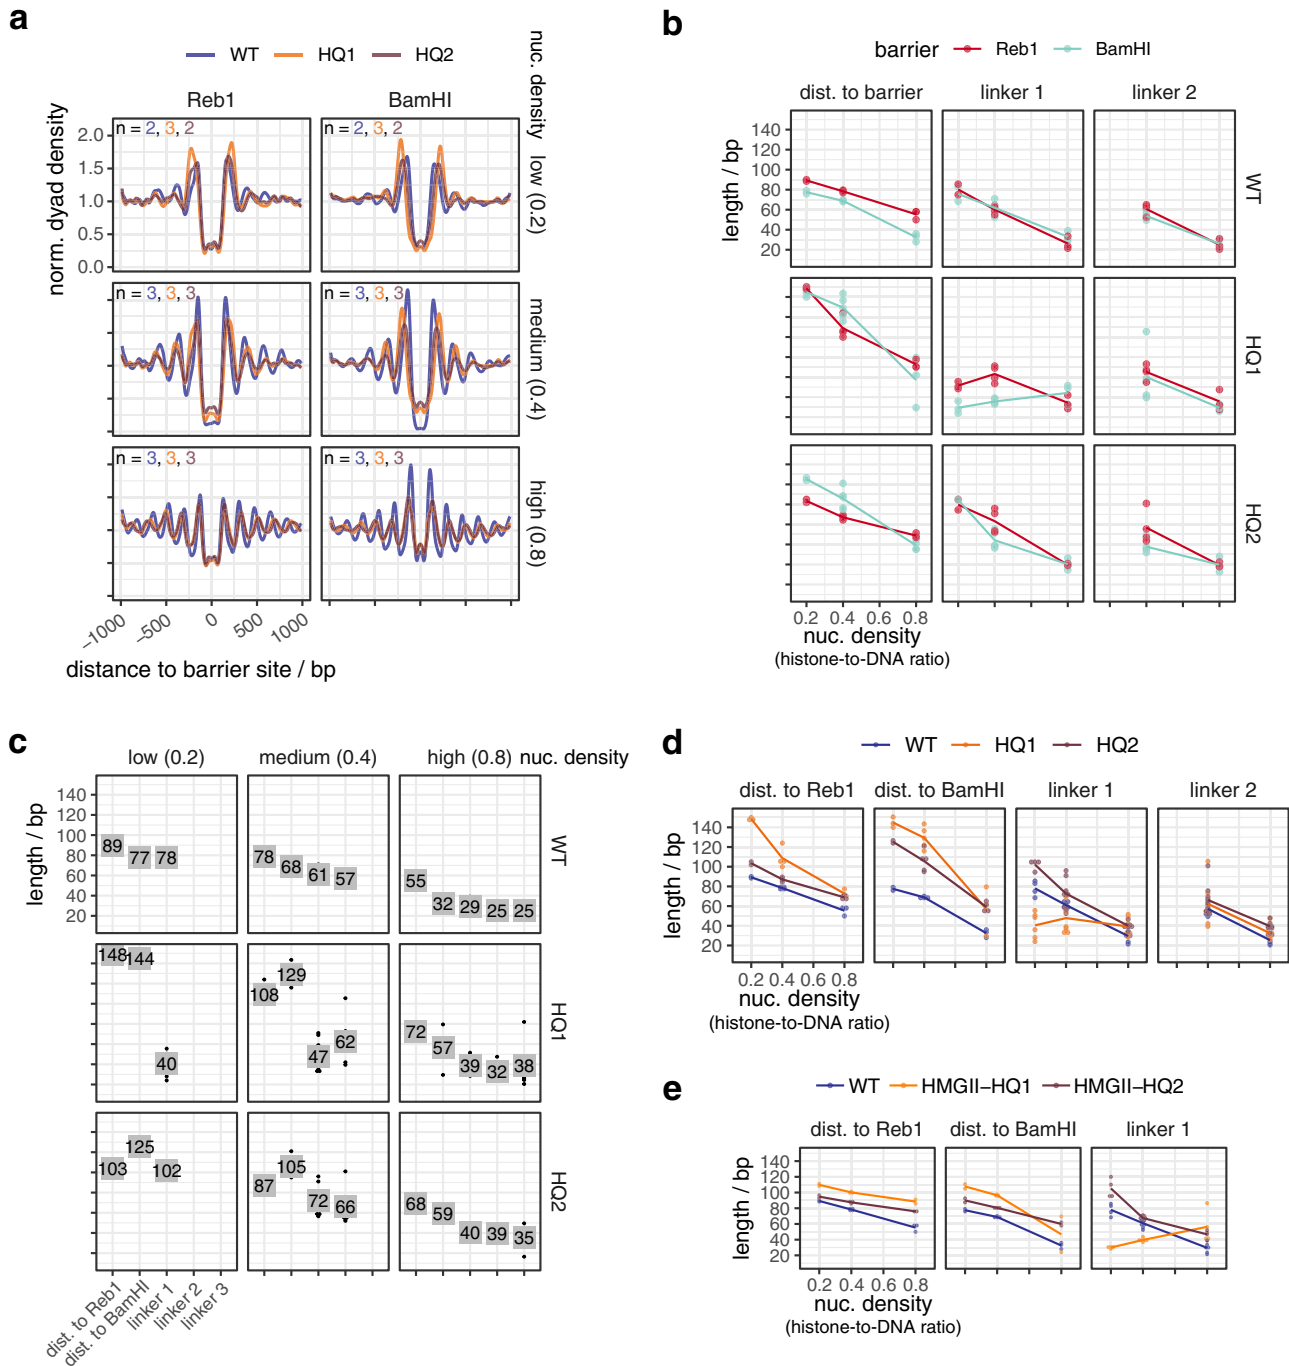 a
WT HQ1 HQ2
nuc. density
Reb1 BamHI
norm. dyad density
2.0
1.5
1.0
0.5
0.0
n = 2, 3, 2
n = 2, 3, 2
low (0.2)
n = 3, 3, 3
n = 3, 3, 3
medium (0.4)
n = 3, 3, 3
n = 3, 3, 3
high (0.8)
−1000 −500 0 500 1000
distance to barrier site / bp
b
barrier Reb1 BamHI
dist. to barrier linker 1 linker 2
length / bp
140
120
100
80
60
40
20
WT
HQ1
HQ2
0.2 0.4 0.6 0.8
nuc. density
(histone-to-DNA ratio)
c
low (0.2) medium (0.4) high (0.8) nuc. density
length / bp
140
120
100
80
60
40
20
89 77 78
78 68 61 57
55 32 29 25 25
WT
148 144 40
108 129 47 62
72 57 39 32 38
HQ1
103 125 102
87 105 72 66
68 59 40 39 35
HQ2
dist. to Reb1
dist. to BamHI
linker 1
linker 2
linker 3
d
WT HQ1 HQ2
dist. to Reb1 dist. to BamHI linker 1 linker 2
length / bp
140
120
100
80
60
40
20
0.2 0.4 0.6 0.8
nuc. density
(histone-to-DNA ratio)
e
WT HMGII−HQ1 HMGII−HQ2
dist. to Reb1 dist. to BamHI linker 1
length / bp
140
120
100
80
60
40
20
0.2 0.4 0.6 0.8
nuc. density
(histone-to-DNA ratio)